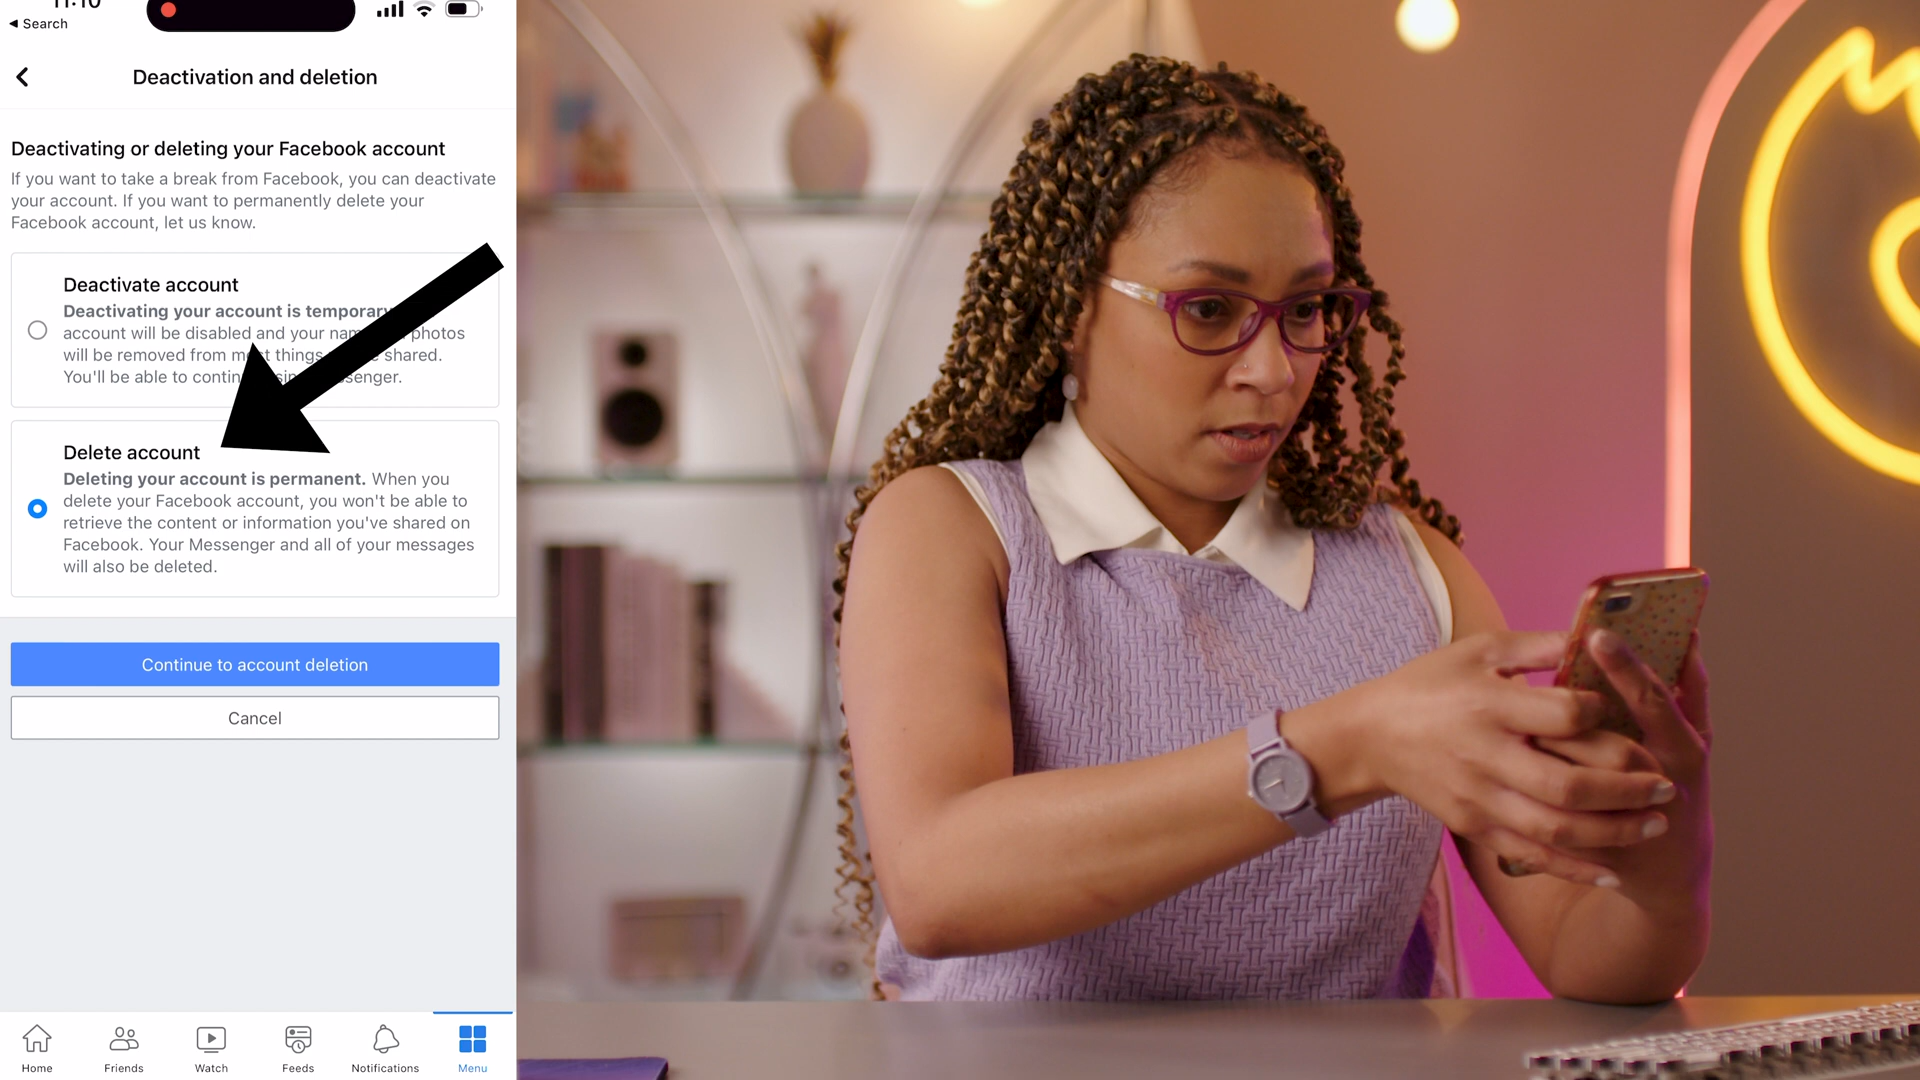 11:10
Search
Deactivation and deletion
Deactivating or deleting your Facebook account
If you want to take a break from Facebook, you can deactivate
your account. If you want to permanently delete your
Facebook account, let us know.
Deactivate account
Deactivating your account is temporary
account will be disabled and your photos
will be removed from things shared.
You'll be able to
Delete account
Deleting your account is permanent. When you
delete your Facebook account, you won't be able to
retrieve the content or information you've shared on
Facebook. Your Messenger and all of your messages
will also be deleted.
Continue to account deletion
Cancel
Home
Friends
Watch
Feeds
Notifications
Menu